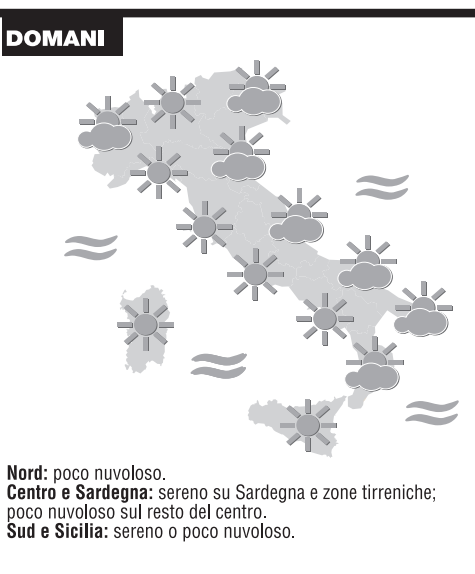 DOMANI
Nord: poco nuvoloso.
Centro e Sardegna: sereno su Sardegna e zone tirreniche;
poco nuvoloso sul resto del centro.
Sud e Sicilia: sereno o poco nuvoloso.